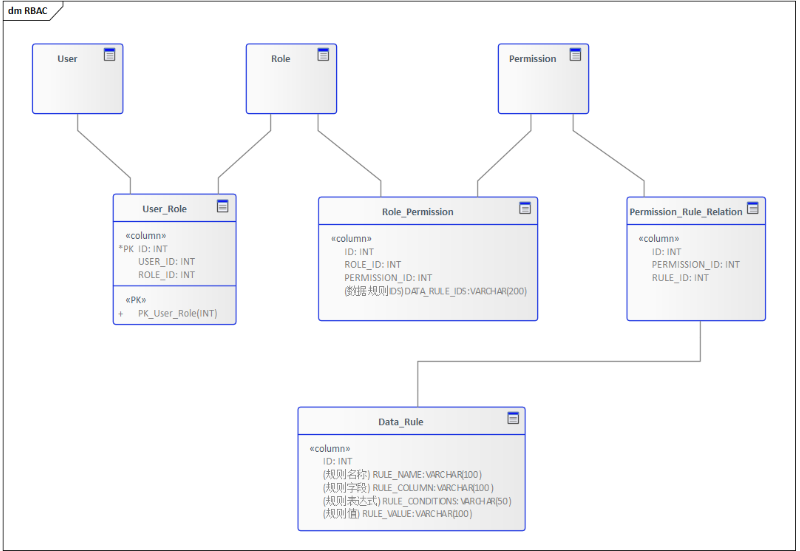 dm RBAC
User
Role
Permission
User_Role
«column»
*PK ID: INT
USER_ID: INT
ROLE_ID: INT
«PK»
+ PK_User_Role(INT)
Role_Permission
«column»
ID: INT
ROLE_ID: INT
PERMISSION_ID: INT
(数据规则IDS)DATA_RULE_IDS: VARCHAR(200)
Permission_Rule_Relation
«column»
ID: INT
PERMISSION_ID: INT
RULE_ID: INT
Data_Rule
«column»
ID: INT
(规则名称) RULE_NAME: VARCHAR(100)
(规则字段) RULE_COLUMN: VARCHAR(100)
(规则表达式) RULE_CONDITIONS: VARCHAR(50)
(规则值) RULE_VALUE: VARCHAR(100)